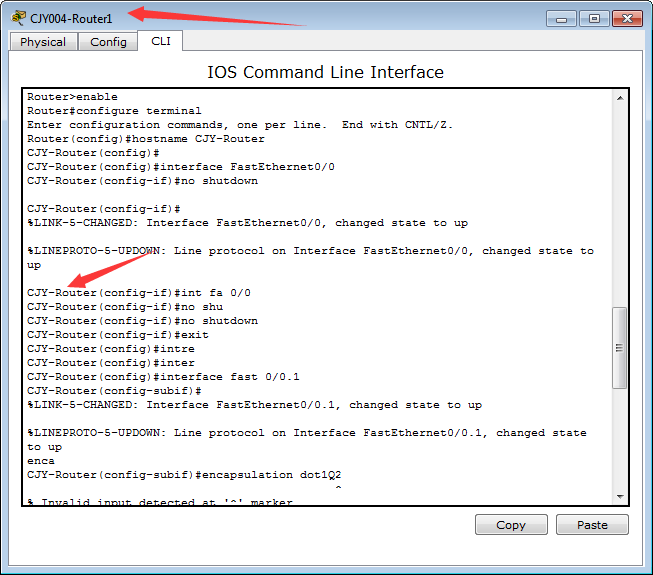 CJY004-Router1
Physical Config CLI
IOS Command Line Interface
Router>enable
Router#configure terminal
Enter configuration commands, one per line.  End with CNTL/Z.
Router(config)#hostname CJY-Router
CJY-Router(config)#
CJY-Router(config)#interface FastEthernet0/0
CJY-Router(config-if)#no shutdown
CJY-Router(config-if)#
%LINK-5-CHANGED: Interface FastEthernet0/0, changed state to up
%LINEPROTO-5-UPDOWN: Line protocol on Interface FastEthernet0/0, changed state to
up
CJY-Router(config-if)#int fa 0/0
CJY-Router(config-if)#no shu
CJY-Router(config-if)#no shutdown
CJY-Router(config-if)#exit
CJY-Router(config)#intre
CJY-Router(config)#inter
CJY-Router(config)#interface fast 0/0.1
CJY-Router(config-subif)#
%LINK-5-CHANGED: Interface FastEthernet0/0.1, changed state to up
%LINEPROTO-5-UPDOWN: Line protocol on Interface FastEthernet0/0.1, changed state
to up
enca
CJY-Router(config-subif)#encapsulation dot1Q2
^
% Invalid input detected at '^' marker
Copy Paste